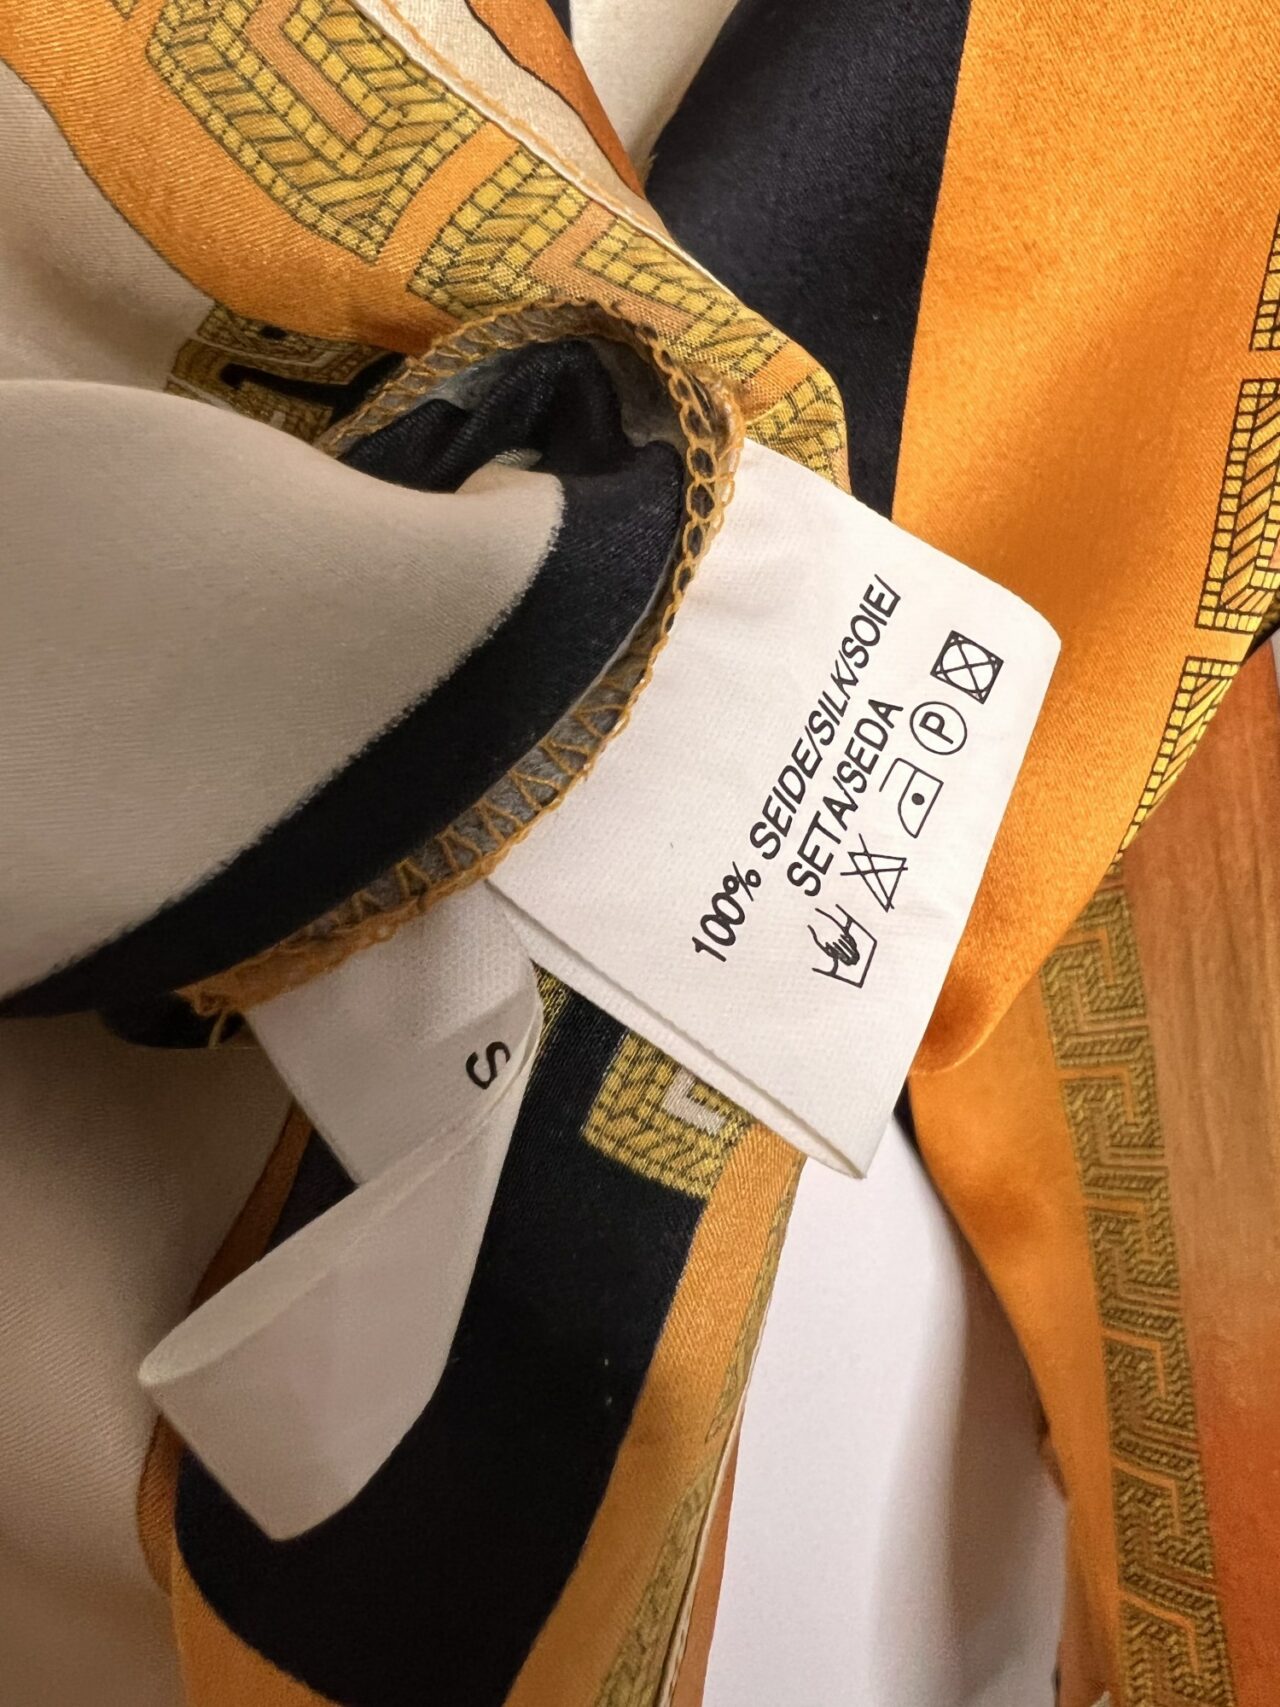 100% SEIDE/SILK/SOIE/
SETA/SEDA
P
S